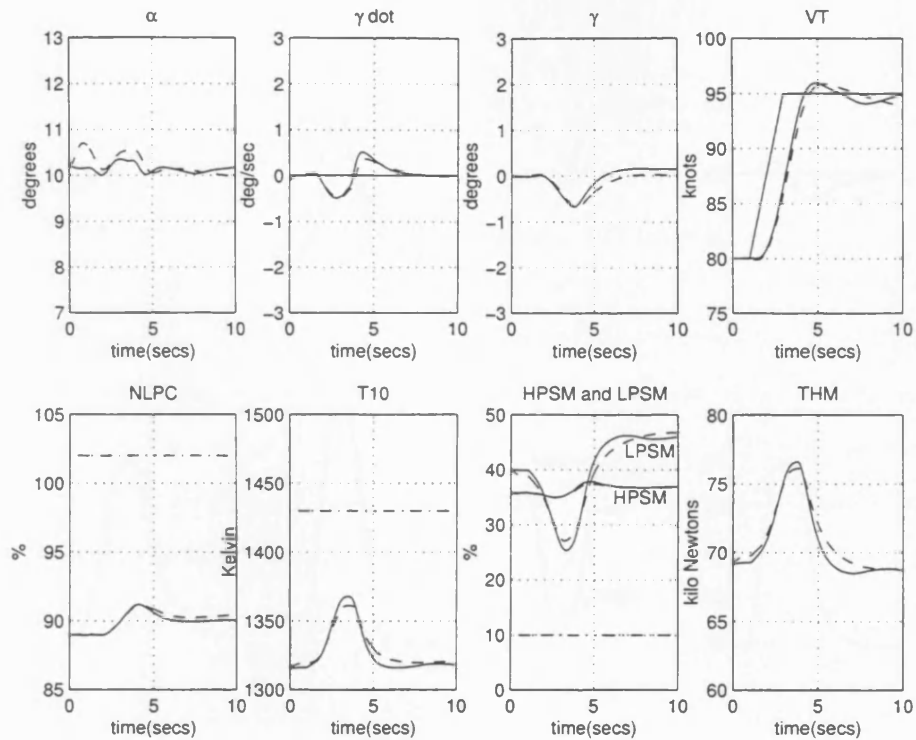 α
γ dot
γ
VT
13
12
11
10
9
8
7
degrees
0 5 10
time(secs)
3
2
1
0
−1
−2
−3
deg/sec
0 5 10
time(secs)
3
2
1
0
−1
−2
−3
degrees
0 5 10
time(secs)
100
95
90
85
80
75
knots
0 5 10
time(secs)
NLPC
T10
HPSM and LPSM
THM
105
100
95
90
85
%
0 5 10
time(secs)
1500
1450
1400
1350
1300
Kelvin
0 5 10
time(secs)
50
40
30
20
10
0
%
LPSM
HPSM
0 5 10
time(secs)
80
75
70
65
60
kilo Newtons
0 5 10
time(secs)